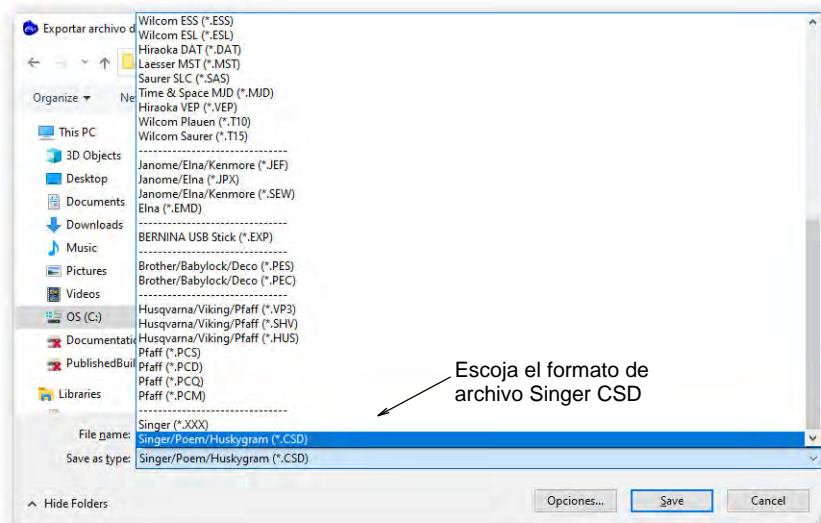 Exportar archivo d
Wilcom ESS (*.ESS)
Wilcom ESL (*.ESL)
Hiraoka DAT (*.DAT)
Laesser MST (*.MST)
Saurer SLC (*.SAS)
Time & Space MJD (*.MJD)
Hiraoka VEP (*.VEP)
Wilcom Plauen (*.T10)
Wilcom Saurer (*.T15)
--------------------------------
Janome/Elna/Kenmore (*.JEF)
Janome/Elna (*.JPX)
Janome/Elna/Kenmore (*.SEW)
Elna (*.EMD)
--------------------------------
BERNINA USB Stick (*.EXP)
--------------------------------
Brother/Babylock/Deco (*.PES)
Brother/Babylock/Deco (*.PEC)
--------------------------------
Husqvarna/Viking/Pfaff (*.VP3)
Husqvarna/Viking/Pfaff (*.SHV)
Husqvarna/Viking/Pfaff (*.HUS)
Pfaff (*.PCS)
Pfaff (*.PCD)
Pfaff (*.PCQ)
Pfaff (*.PCM)
--------------------------------
Singer (*.XXX)
Singer/Poem/Huskygram (*.CSD)
Organize
Ne
This PC
3D Objects
Desktop
Documents
Downloads
Music
Pictures
Videos
OS (C:)
Documentatio
PublishedBuil
Libraries
Escoja el formato de
archivo Singer CSD
File name:
Save as type: Singer/Poem/Huskygram (*.CSD)
Hide Folders
Opciones...
Save
Cancel